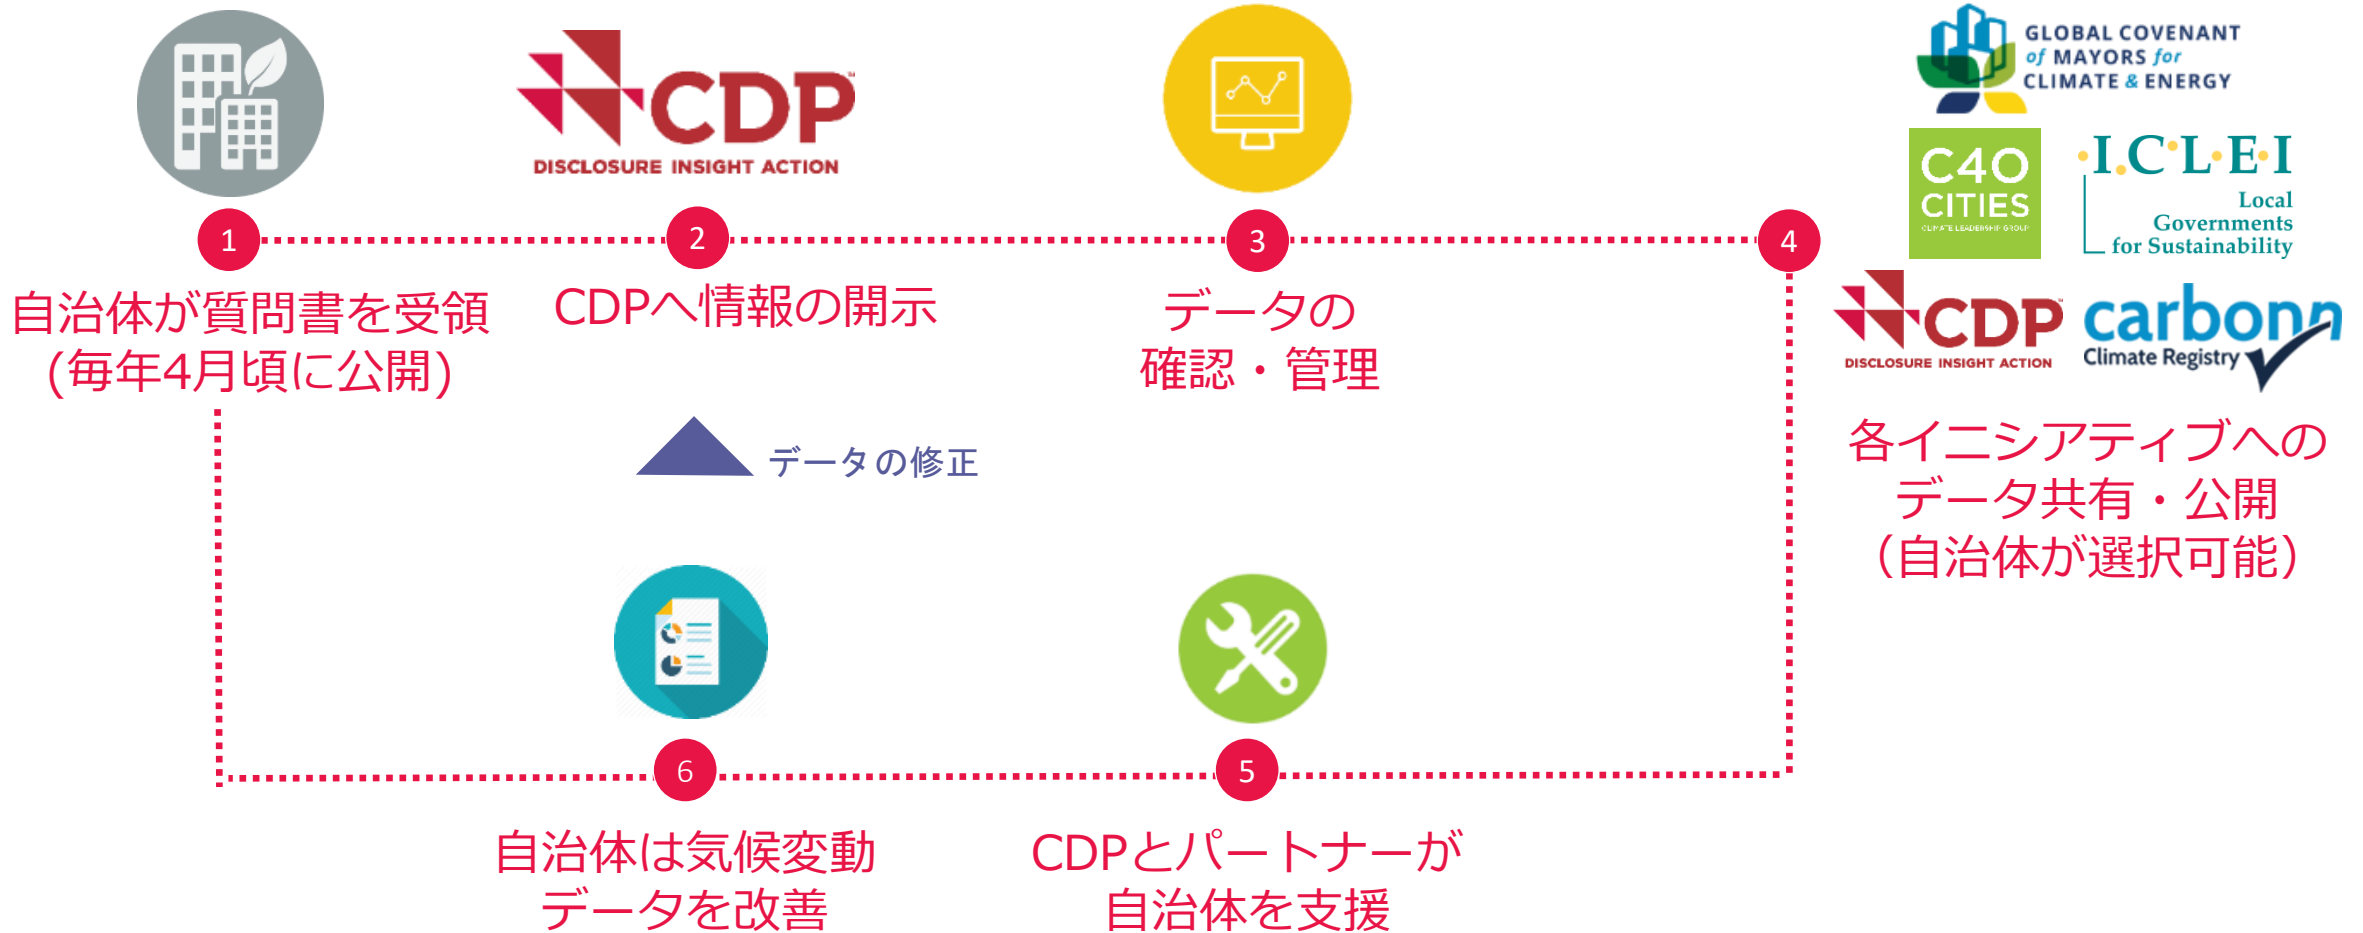 CDP
DISCLOSURE INSIGHT ACTION
GLOBAL COVENANT
of MAYORS for
CLIMATE & ENERGY
C40
CITIES
CLIMATE LEADERSHIP GROUP
I.C.L.E.I
Local
Governments
for Sustainability
CDP
DISCLOSURE INSIGHT ACTION
carbonn
Climate Registry
1
2
3
4
自治体が質問書を受領
(毎年4月頃に公開)
CDPへ情報の開示
データの
確認・管理
各イニシアティブへの
データ共有・公開
（自治体が選択可能）
データの修正
6
5
自治体は気候変動
データを改善
CDPとパートナーが
自治体を支援